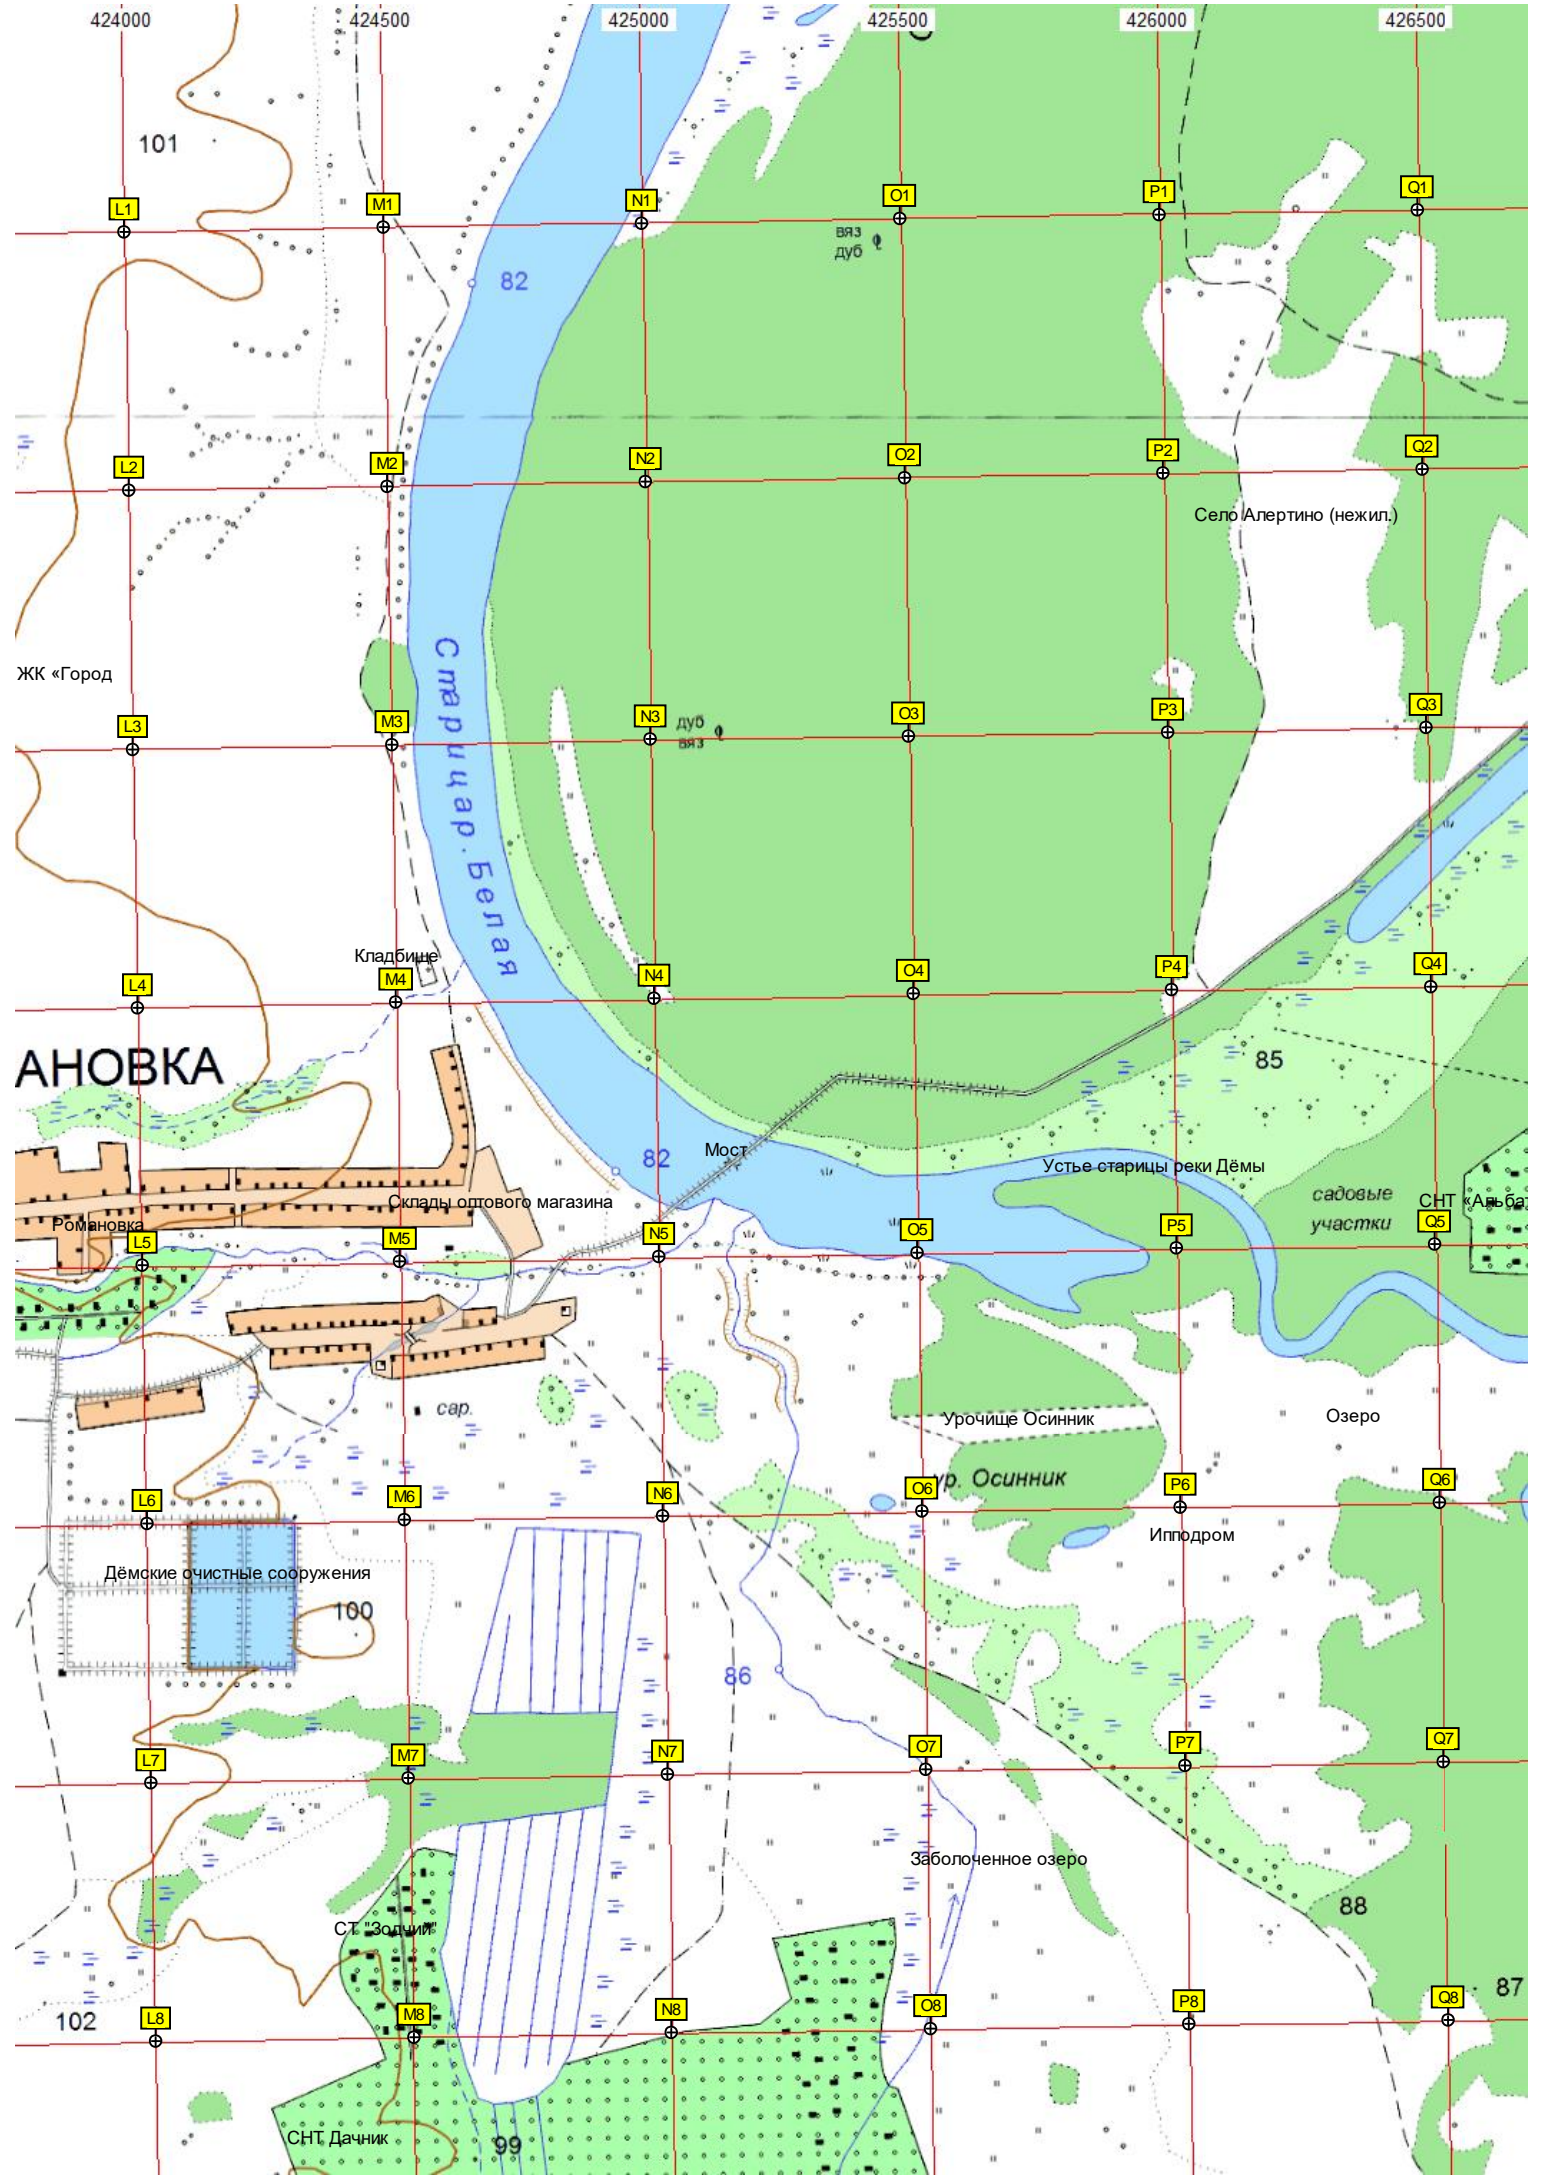 424000 424500 425000 425500 426000 426500
101
L1 M1 N1 O1 P1 Q1
вяз
дуб
82
L2 M2 N2 O2 P2 Q2
Село Алертино (нежил.)
ЖК «Город
Старица р. Белая
L3 M3 N3 O3 P3 Q3
дуб
вяз
Кладбище
L4 M4 N4 O4 P4 Q4
АНОВКА
85
82
Мост
Устье старицы реки Дёмы
садовые
участки
СНТ «Альба
Склады оптового магазина
Романовка
L5 M5 N5 O5 P5 Q5
сар.
Урочище Осинник
Озеро
ур. Осинник
L6 M6 N6 O6 P6 Q6
Ипподром
Дёмские очистные сооружения
100
86
L7 M7 N7 O7 P7 Q7
Заболоченное озеро
88
СТ "Зодчий"
87
102
L8 M8 N8 O8 P8 Q8
СНТ Дачник
99